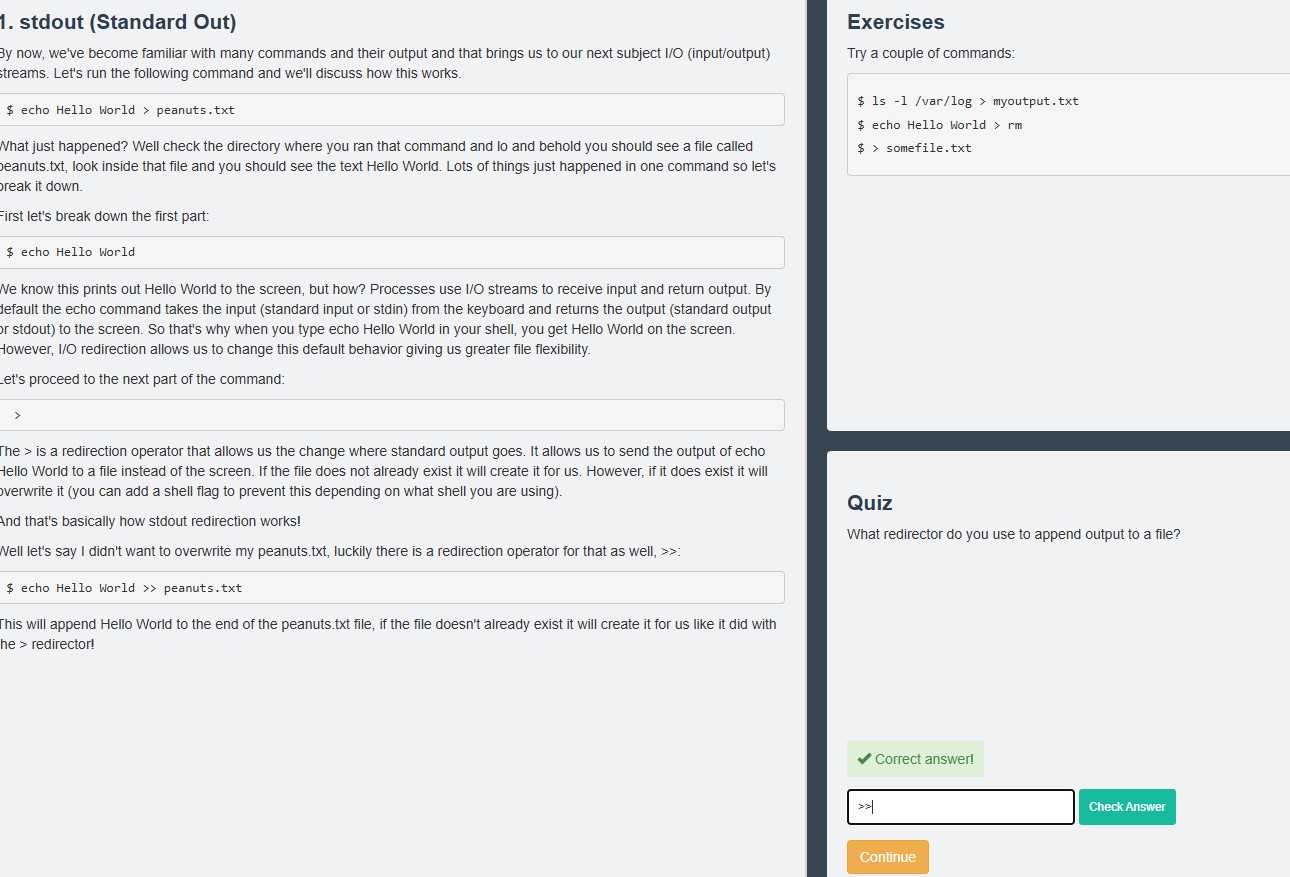 1. stdout (Standard Out)
By now, we've become familiar with many commands and their output and that brings us to our next subject I/O (input/output)
streams. Let's run the following command and we'll discuss how this works.
$ echo Hello World > peanuts.txt
What just happened? Well check the directory where you ran that command and lo and behold you should see a file called
peanuts.txt, look inside that file and you should see the text Hello World. Lots of things just happened in one command so let's
break it down.
First let's break down the first part:
$ echo Hello World
We know this prints out Hello World to the screen, but how? Processes use I/O streams to receive input and return output. By
default the echo command takes the input (standard input or stdin) from the keyboard and returns the output (standard output
or stdout) to the screen. So that's why when you type echo Hello World in your shell, you get Hello World on the screen.
However, I/O redirection allows us to change this default behavior giving us greater file flexibility.
Let's proceed to the next part of the command:
>
The > is a redirection operator that allows us the change where standard output goes. It allows us to send the output of echo
Hello World to a file instead of the screen. If the file does not already exist it will create it for us. However, if it does exist it will
overwrite it (you can add a shell flag to prevent this depending on what shell you are using).
And that's basically how stdout redirection works!
Well let's say I didn't want to overwrite my peanuts.txt, luckily there is a redirection operator for that as well, >>:
$ echo Hello World >> peanuts.txt
This will append Hello World to the end of the peanuts.txt file, if the file doesn't already exist it will create it for us like it did with
the > redirector!
Exercises
Try a couple of commands:
$ ls -l /var/log > myoutput.txt
$ echo Hello World > rm
$ > somefile.txt
Quiz
What redirector do you use to append output to a file?
✔ Correct answer!
>>
Check Answer
Continue